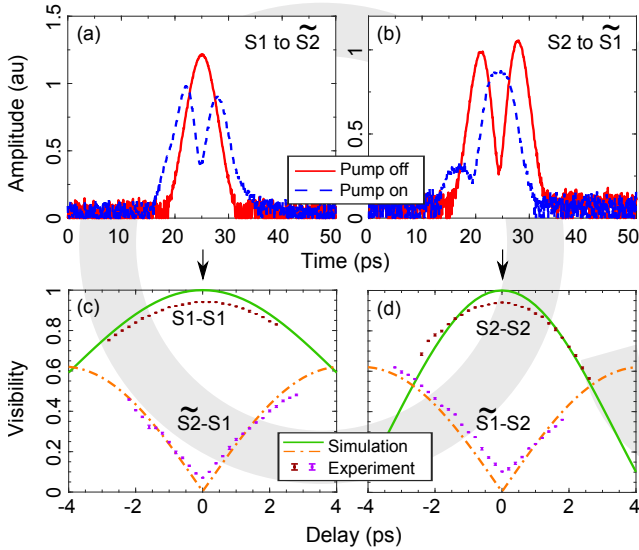 (a) S1 to S̃2
(b) S2 to S̃1
Amplitude (au)
0 0.5 1 1.5
0 0.5 1
Pump off
Pump on
0 10 20 30 40 50
0 10 20 30 40 50
Time (ps)
(c)
(d)
S1-S1
S2-S2
S̃2-S1
S̃1-S2
Visibility
0 0.2 0.4 0.6 0.8 1
Simulation
Experiment
-4 -2 0 2 4
-4 -2 0 2 4
Delay (ps)